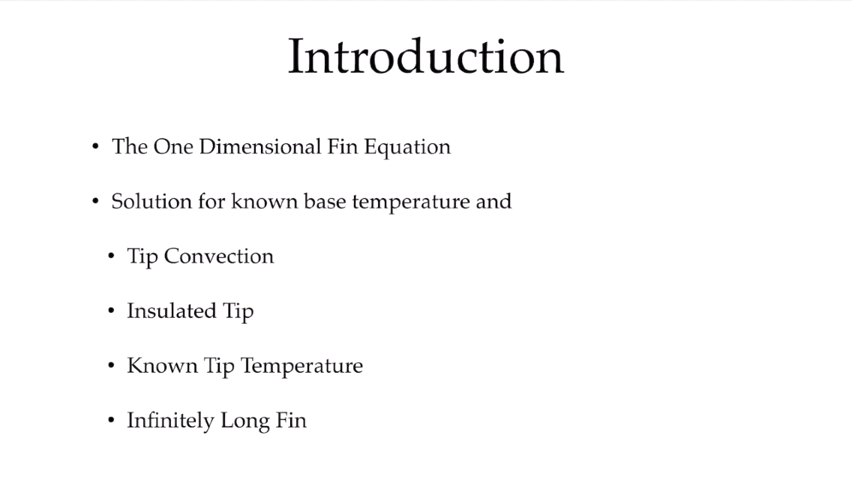 Introduction
• The One Dimensional Fin Equation
• Solution for known base temperature and
• Tip Convection
• Insulated Tip
• Known Tip Temperature
• Infinitely Long Fin